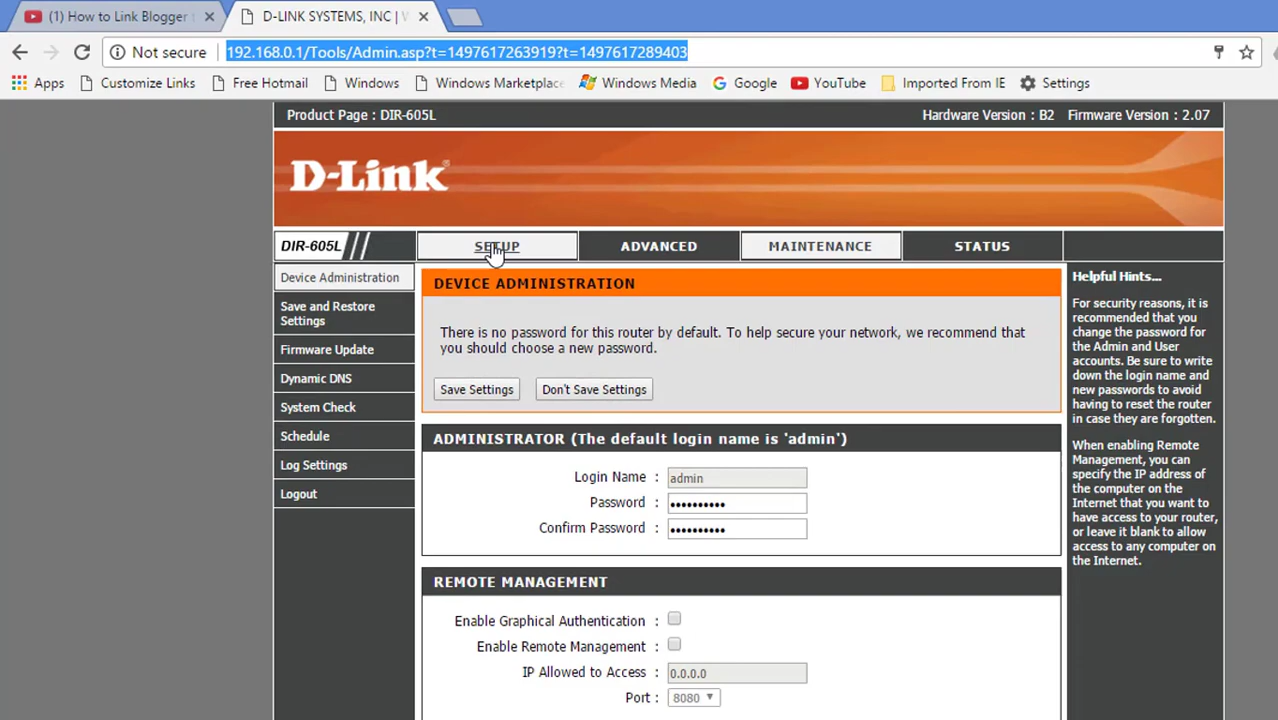 (1) How to Link Blogger
D-LINK SYSTEMS, INC | W
Not secure
192.168.0.1/Tools/Admin.asp?t=1497617263919?t=1497617289403
Apps
Customize Links
Free Hotmail
Windows
Windows Marketplace
Windows Media
Google
YouTube
Imported From IE
Settings
Product Page : DIR-605L
Hardware Version : B2
Firmware Version : 2.07
D-Link
DIR-605L
SETUP
ADVANCED
MAINTENANCE
STATUS
Device Administration
Save and Restore
Settings
Firmware Update
Dynamic DNS
System Check
Schedule
Log Settings
Logout
DEVICE ADMINISTRATION
There is no password for this router by default. To help secure your network, we recommend that
you should choose a new password.
Save Settings
Don't Save Settings
ADMINISTRATOR (The default login name is 'admin')
Login Name :
admin
Password :
••••••••••
Confirm Password :
••••••••••
REMOTE MANAGEMENT
Enable Graphical Authentication :
Enable Remote Management :
IP Allowed to Access :
0.0.0.0
Port :
8080
Helpful Hints...
For security reasons, it is
recommended that you
change the password for
the Admin and User
accounts. Be sure to write
down the login name and
new passwords to avoid
having to reset the router
in case they are forgotten.
When enabling Remote
Management, you can
specify the IP address of
the computer on the
Internet that you want to
have access to your router,
or leave it blank to allow
access to any computer on
the Internet.